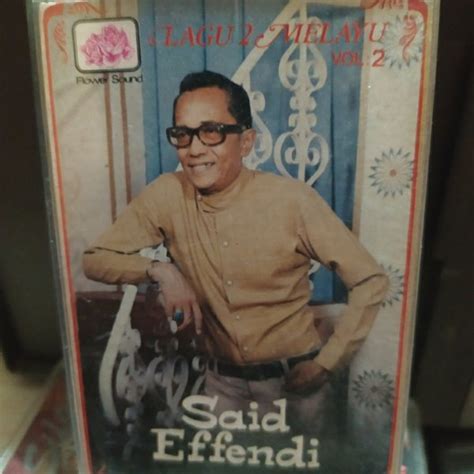 LAGU 2 MELAYU
VOL. 2
Flower Sound
Said
Effendi